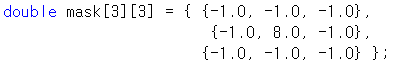 double mask[3][3] = { {-1.0, -1.0, -1.0},
{-1.0, 8.0, -1.0},
{-1.0, -1.0, -1.0} };